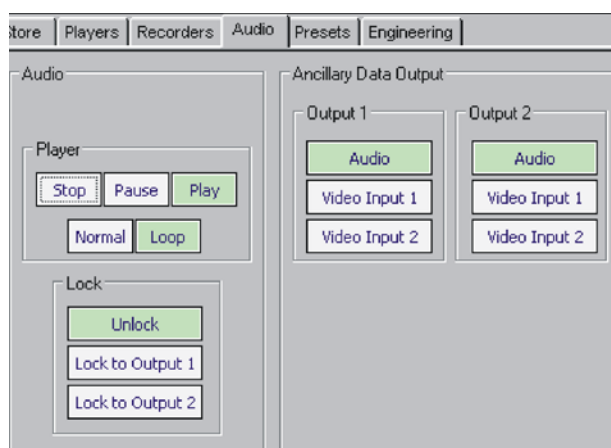 Players Recorders Audio Presets Engineering
Audio
Player
Stop Pause Play
Normal Loop
Lock
Unlock
Lock to Output 1
Lock to Output 2
Ancillary Data Output
Output 1
Audio
Video Input 1
Video Input 2
Output 2
Audio
Video Input 1
Video Input 2